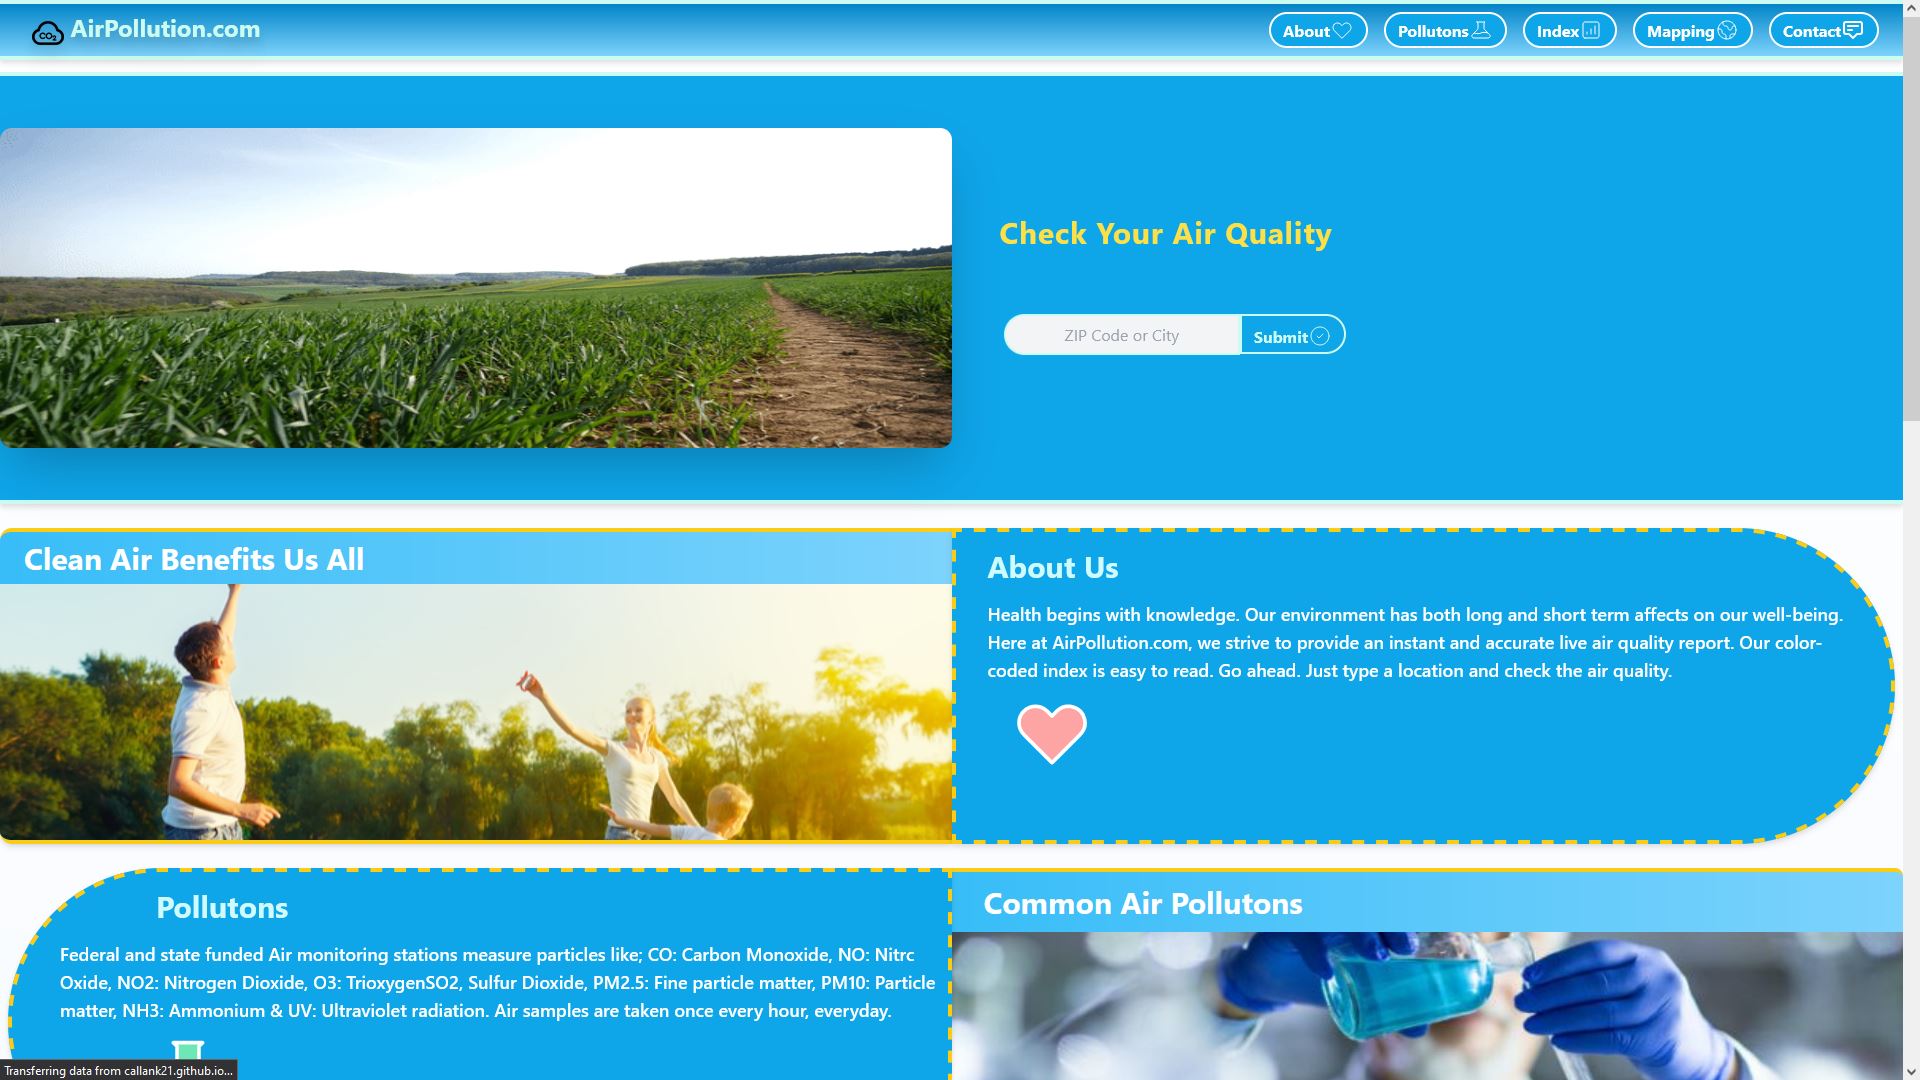 AirPollution.com
About
Pollutons
Index
Mapping
Contact
Check Your Air Quality
ZIP Code or City
Submit
Clean Air Benefits Us All
About Us
Health begins with knowledge. Our environment has both long and short term affects on our well-being.
Here at AirPollution.com, we strive to provide an instant and accurate live air quality report. Our color-
coded index is easy to read. Go ahead. Just type a location and check the air quality.
Pollutons
Federal and state funded Air monitoring stations measure particles like; CO: Carbon Monoxide, NO: Nitrc
Oxide, NO2: Nitrogen Dioxide, O3: TrioxygenSO2, Sulfur Dioxide, PM2.5: Fine particle matter, PM10: Particle
matter, NH3: Ammonium & UV: Ultraviolet radiation. Air samples are taken once every hour, everyday.
Common Air Pollutons
Transferring data from callank21.github.io...